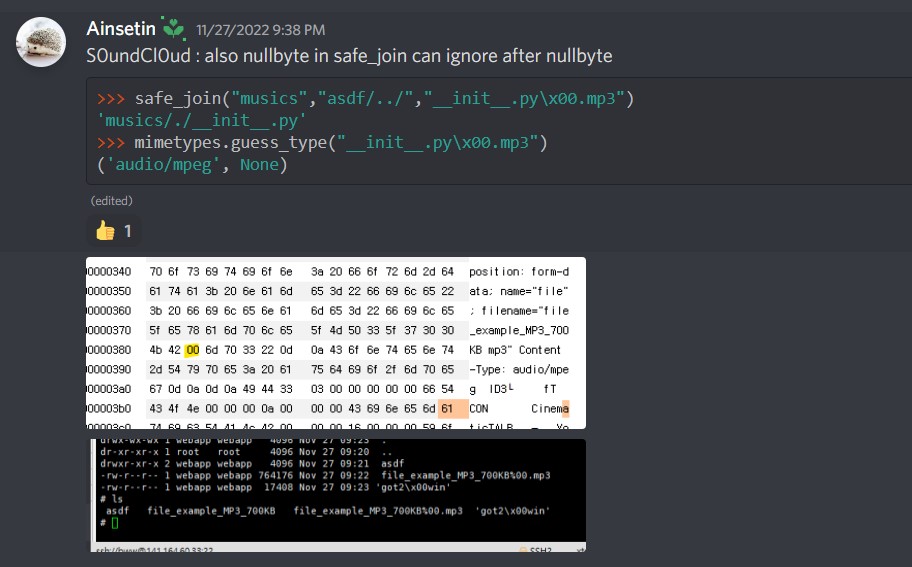 Ainsetin 11/27/2022 9:38 PM
S0undCl0ud : also nullbyte in safe_join can ignore after nullbyte
>>> safe_join("musics","asdf/../","__init__.py\x00.mp3")
'musics/./__init__.py'
>>> mimetypes.guess_type("__init__.py\x00.mp3")
('audio/mpeg', None)
(edited)
👍 1
00000340 70 6f 73 69 74 69 6f 6e 3a 20 66 6f 72 6d 2d 64 position: form-d
00000350 61 74 61 3b 20 6e 61 6d 65 3d 22 66 69 6c 65 22 ata; name="file"
00000360 3b 20 66 69 6c 65 6e 61 6d 65 3d 22 66 69 6c 65 ; filename="file
00000370 5f 65 78 61 6d 70 6c 65 5f 4d 50 33 5f 37 30 30 _example_MP3_700
00000380 4b 42 00 6d 70 33 22 0d 0a 43 6f 6e 74 65 6e 74 KB mp3" Content
00000390 2d 54 79 70 65 3a 20 61 75 64 69 6f 2f 6d 70 65 -Type: audio/mpe
000003a0 67 0d 0a 0d 0a 49 44 33 03 00 00 00 00 00 66 54 g ID3└ fT
000003b0 43 4f 4e 00 00 00 0a 00 00 00 43 69 6e 65 6d 61 CON Cinema
000003c0 74 69 63 54 41 4c 42 00 00 00 16 00 00 00 59 6f ticTALB – Yo
drwx-wx-wx 1 webapp webapp 4096 Nov 27 09:23 .
dr-xr-xr-x 1 root root 4096 Nov 27 09:20 ..
drwxr-xr-x 2 webapp webapp 4096 Nov 27 09:21 asdf
-rw-r--r-- 1 webapp webapp 764176 Nov 27 09:22 file_example_MP3_700KB%00.mp3
-rw-r--r-- 1 webapp webapp 17408 Nov 27 09:23 'got2\x00win'
# ls
asdf file_example_MP3_700KB file_example_MP3_700KB%00.mp3 'got2\x00win'
#